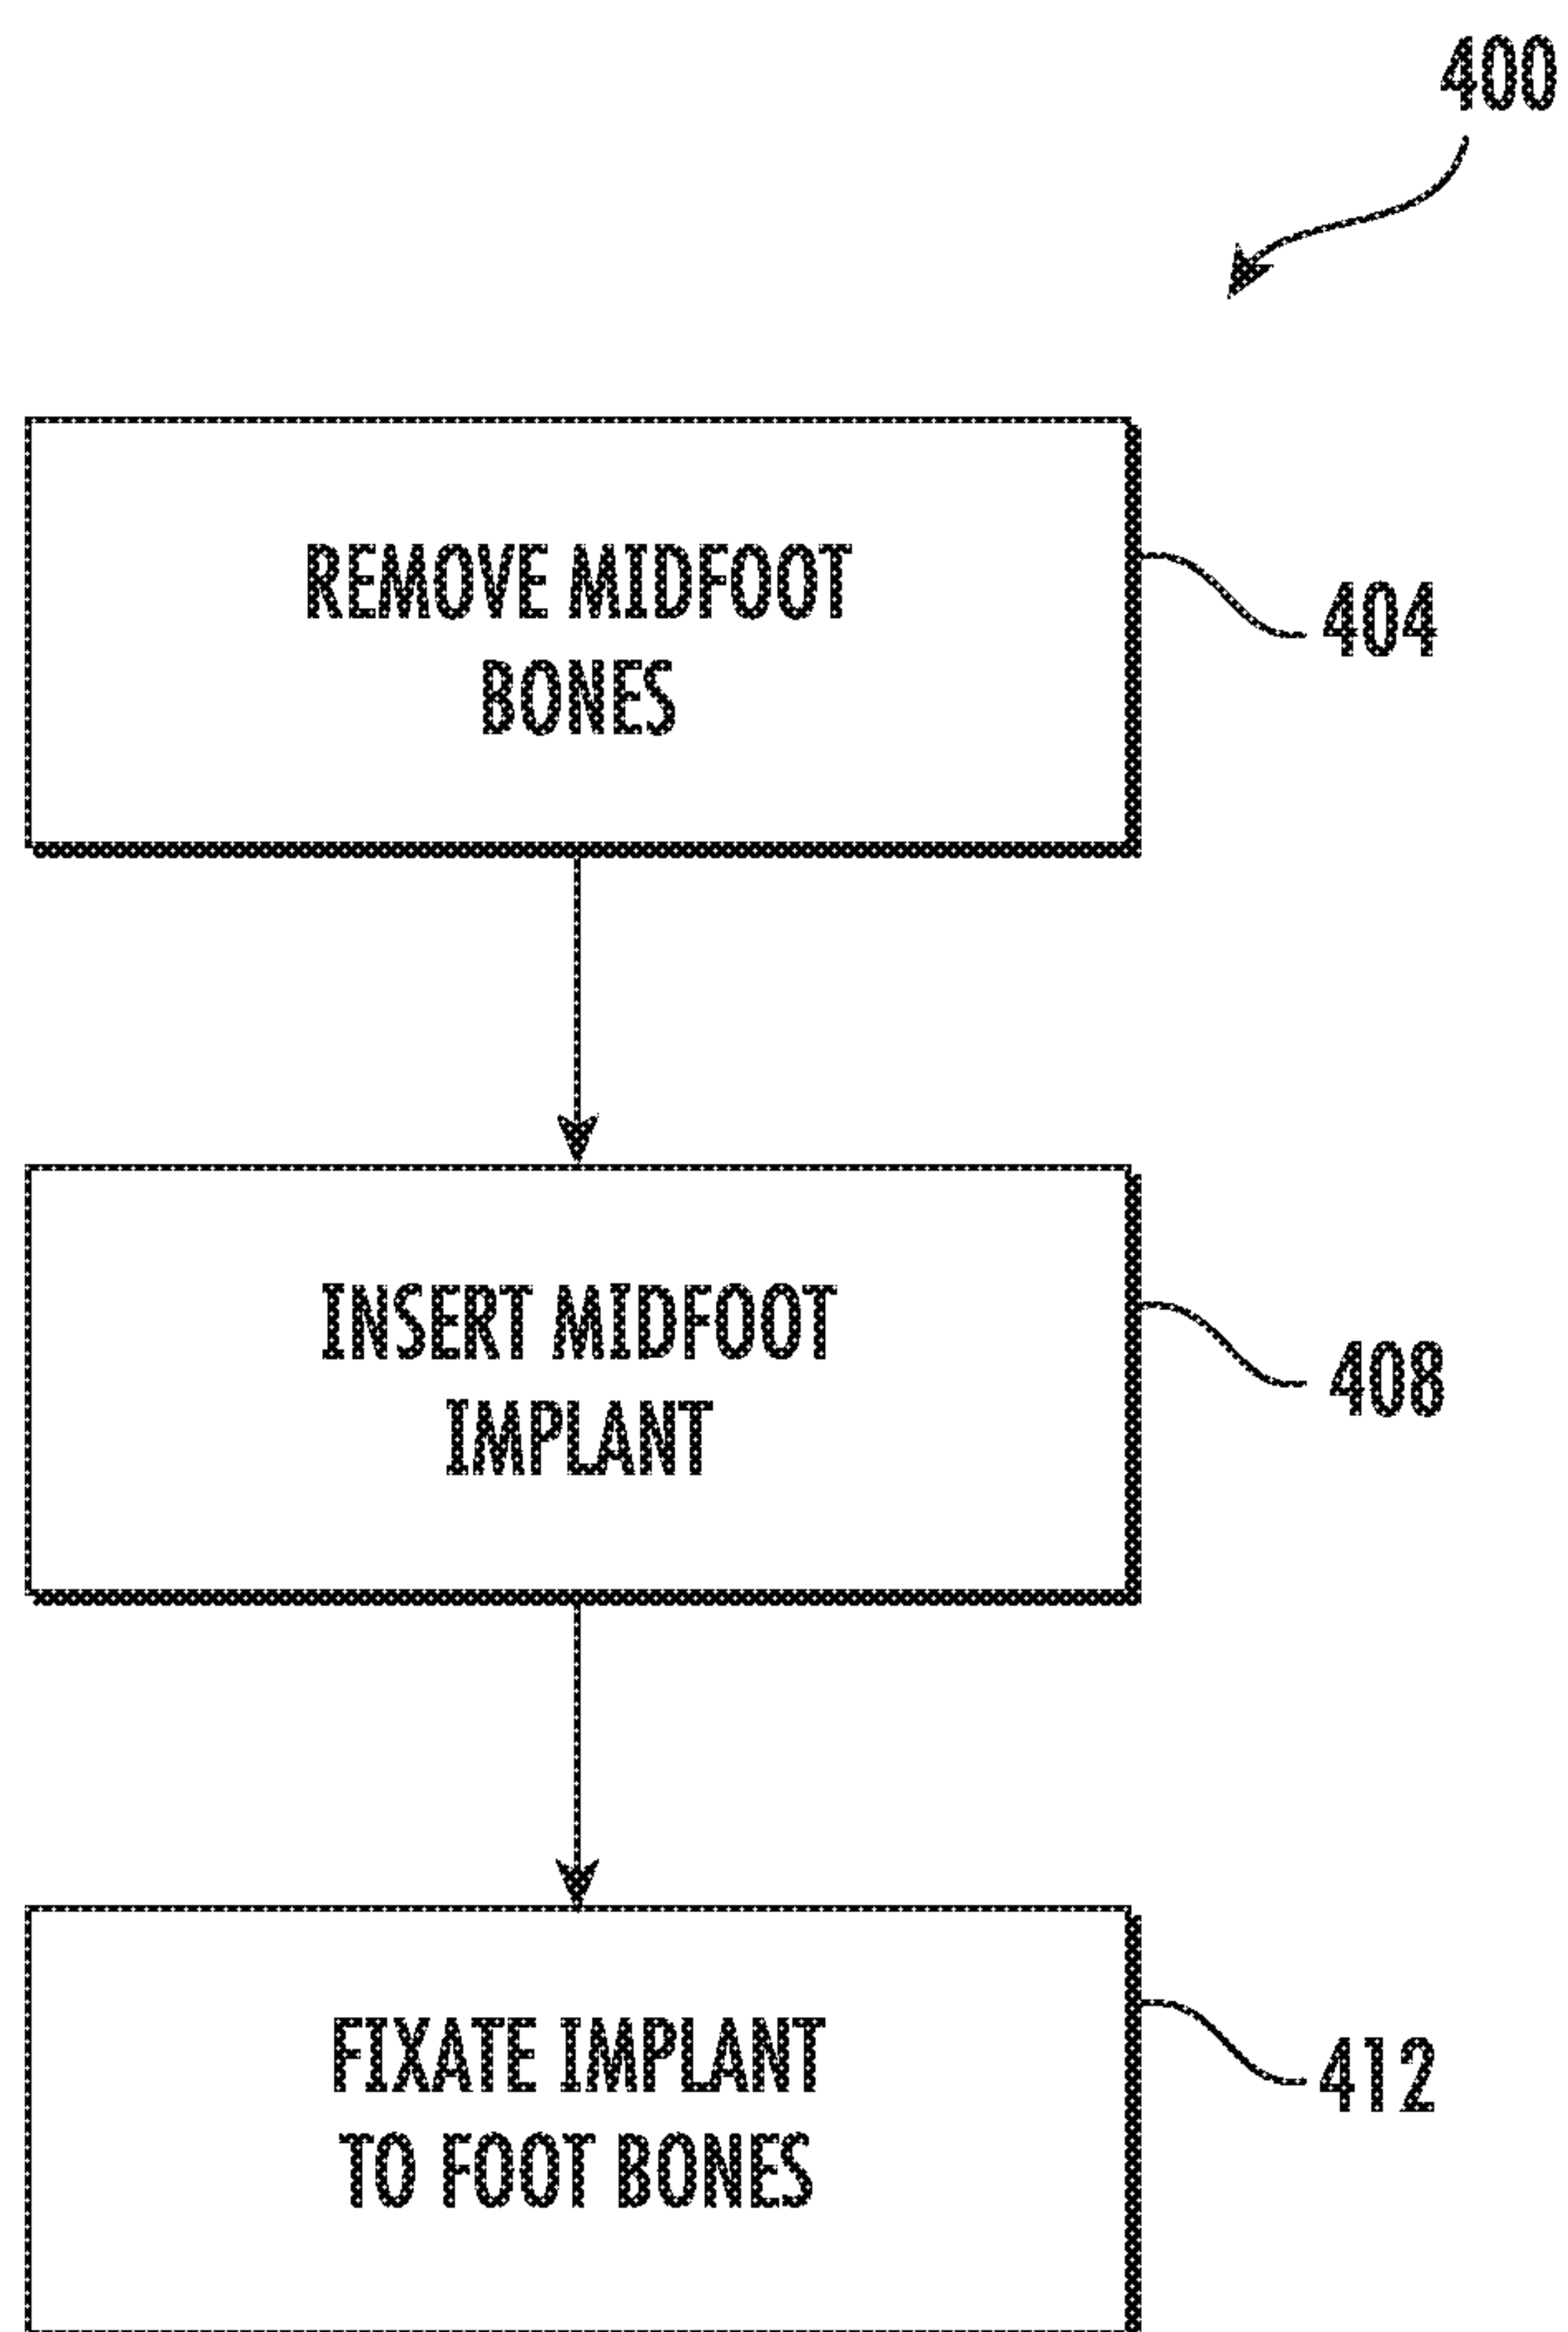 400
REMOVE MIDFOOT
BONES
404
INSERT MIDFOOT
IMPLANT
408
FIXATE IMPLANT
TO FOOT BONES
412